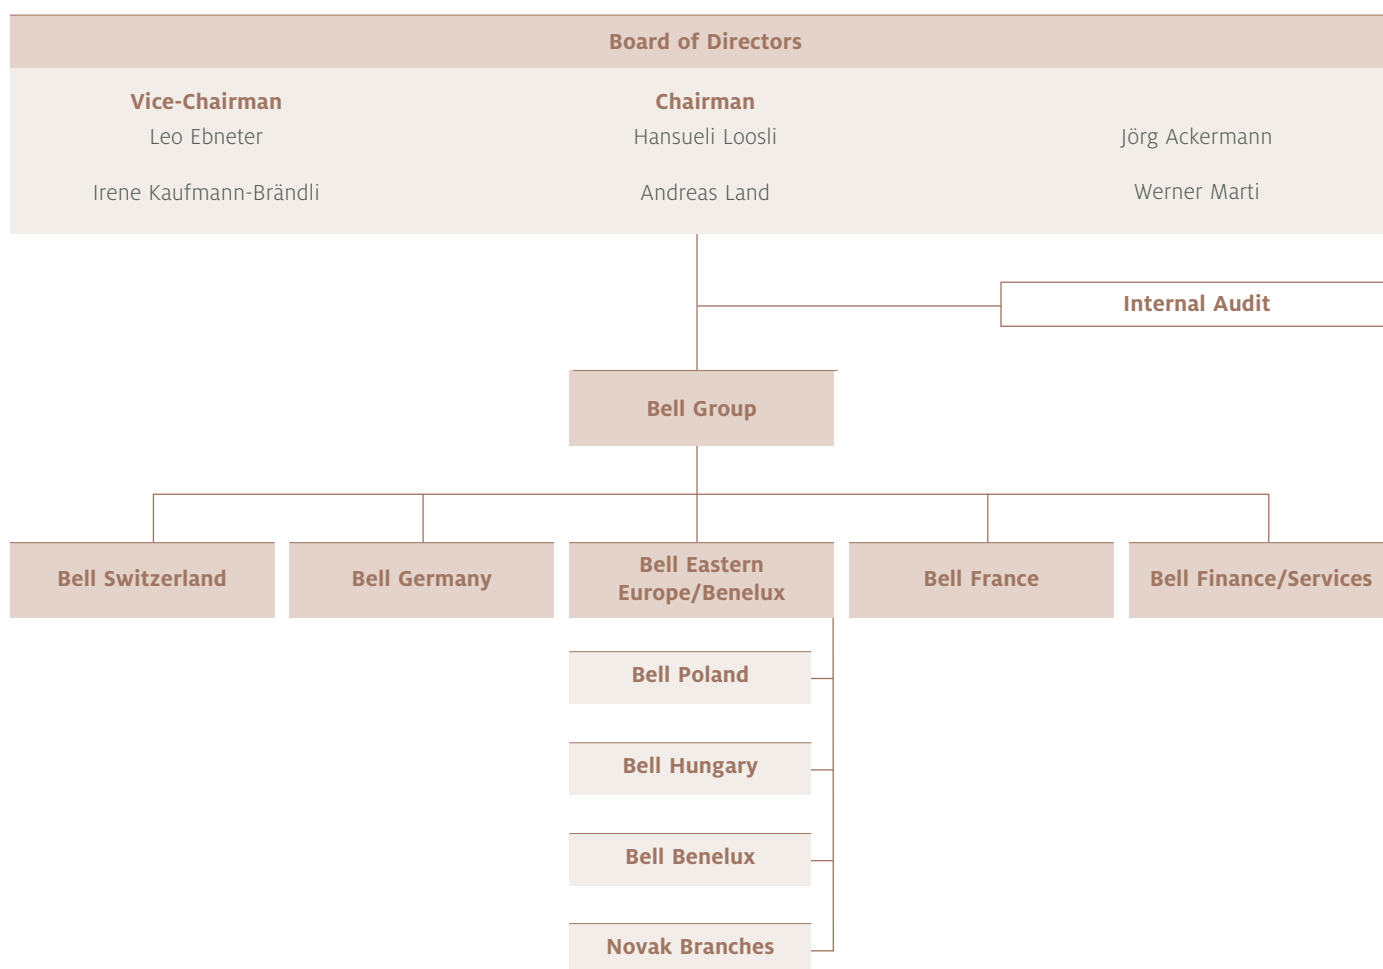 Board of Directors
Vice-Chairman
Leo Ebneter
Chairman
Hansueli Loosli
Jörg Ackermann
Irene Kaufmann-Brändli
Andreas Land
Werner Marti
Internal Audit
Bell Group
Bell Switzerland
Bell Germany
Bell Eastern
Europe/Benelux
Bell France
Bell Finance/Services
Bell Poland
Bell Hungary
Bell Benelux
Novak Branches